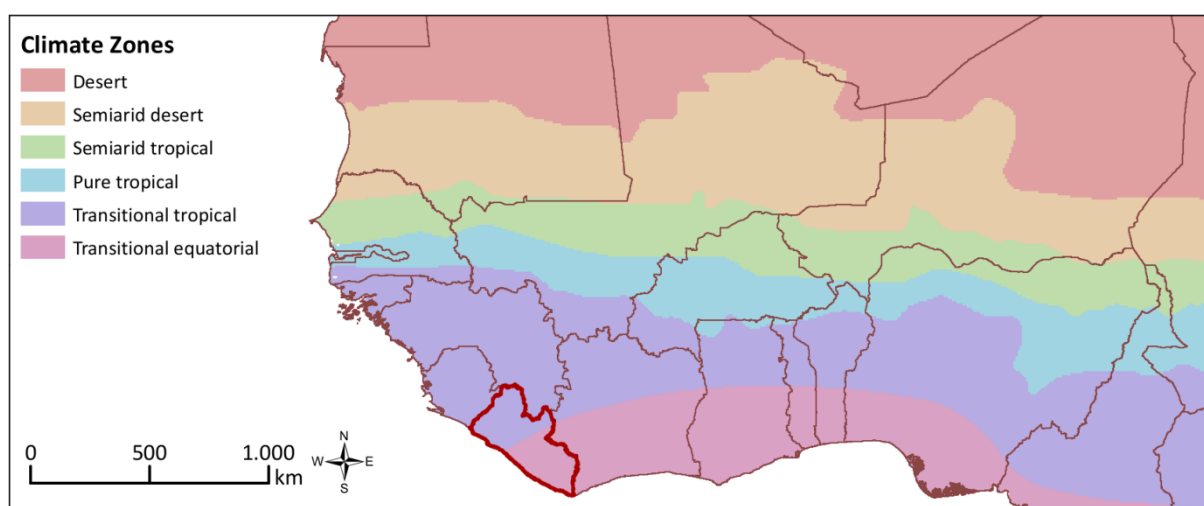 Climate Zones
Desert
Semiarid desert
Semiarid tropical
Pure tropical
Transitional tropical
Transitional equatorial
0 500 1.000
km
N
W E
S